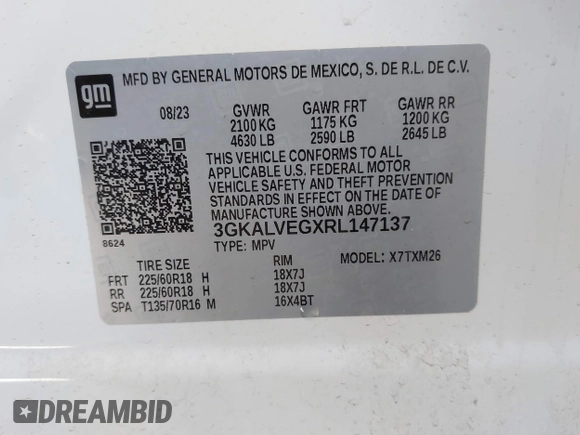 gm
MFD BY GENERAL MOTORS DE MEXICO, S. DE R.L. DE C.V.
08/23 GVWR GAWR FRT GAWR RR
2100 KG 1175 KG 1200 KG
4630 LB 2590 LB 2645 LB
THIS VEHICLE CONFORMS TO ALL
APPLICABLE U.S. FEDERAL MOTOR
VEHICLE SAFETY AND THEFT PREVENTION
STANDARDS IN EFFECT ON THE DATE OF
MANUFACTURE SHOWN ABOVE.
8624 3GKALVEGXRL147137
TYPE: MPV MODEL: X7TXM26
TIRE SIZE RIM
FRT 225/60R18 H 18X7J
RR 225/60R18 H 18X7J
SPA T135/70R16 M 16X4BT
DREAMBID